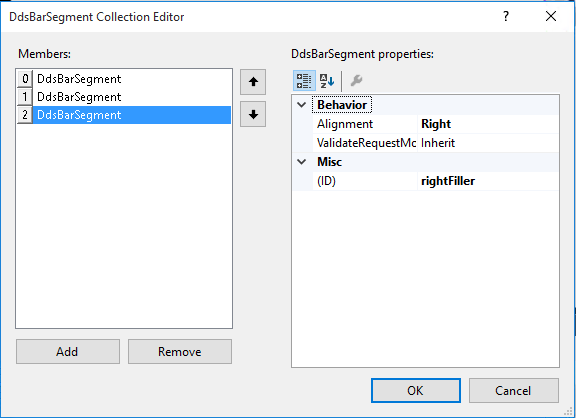 DdsBarSegment Collection Editor
?
Members:
0 DdsBarSegment
1 DdsBarSegment
2 DdsBarSegment
Add
Remove
DdsBarSegment properties:
Behavior
Alignment Right
ValidateRequestMo Inherit
Misc
(ID) rightFiller
OK
Cancel